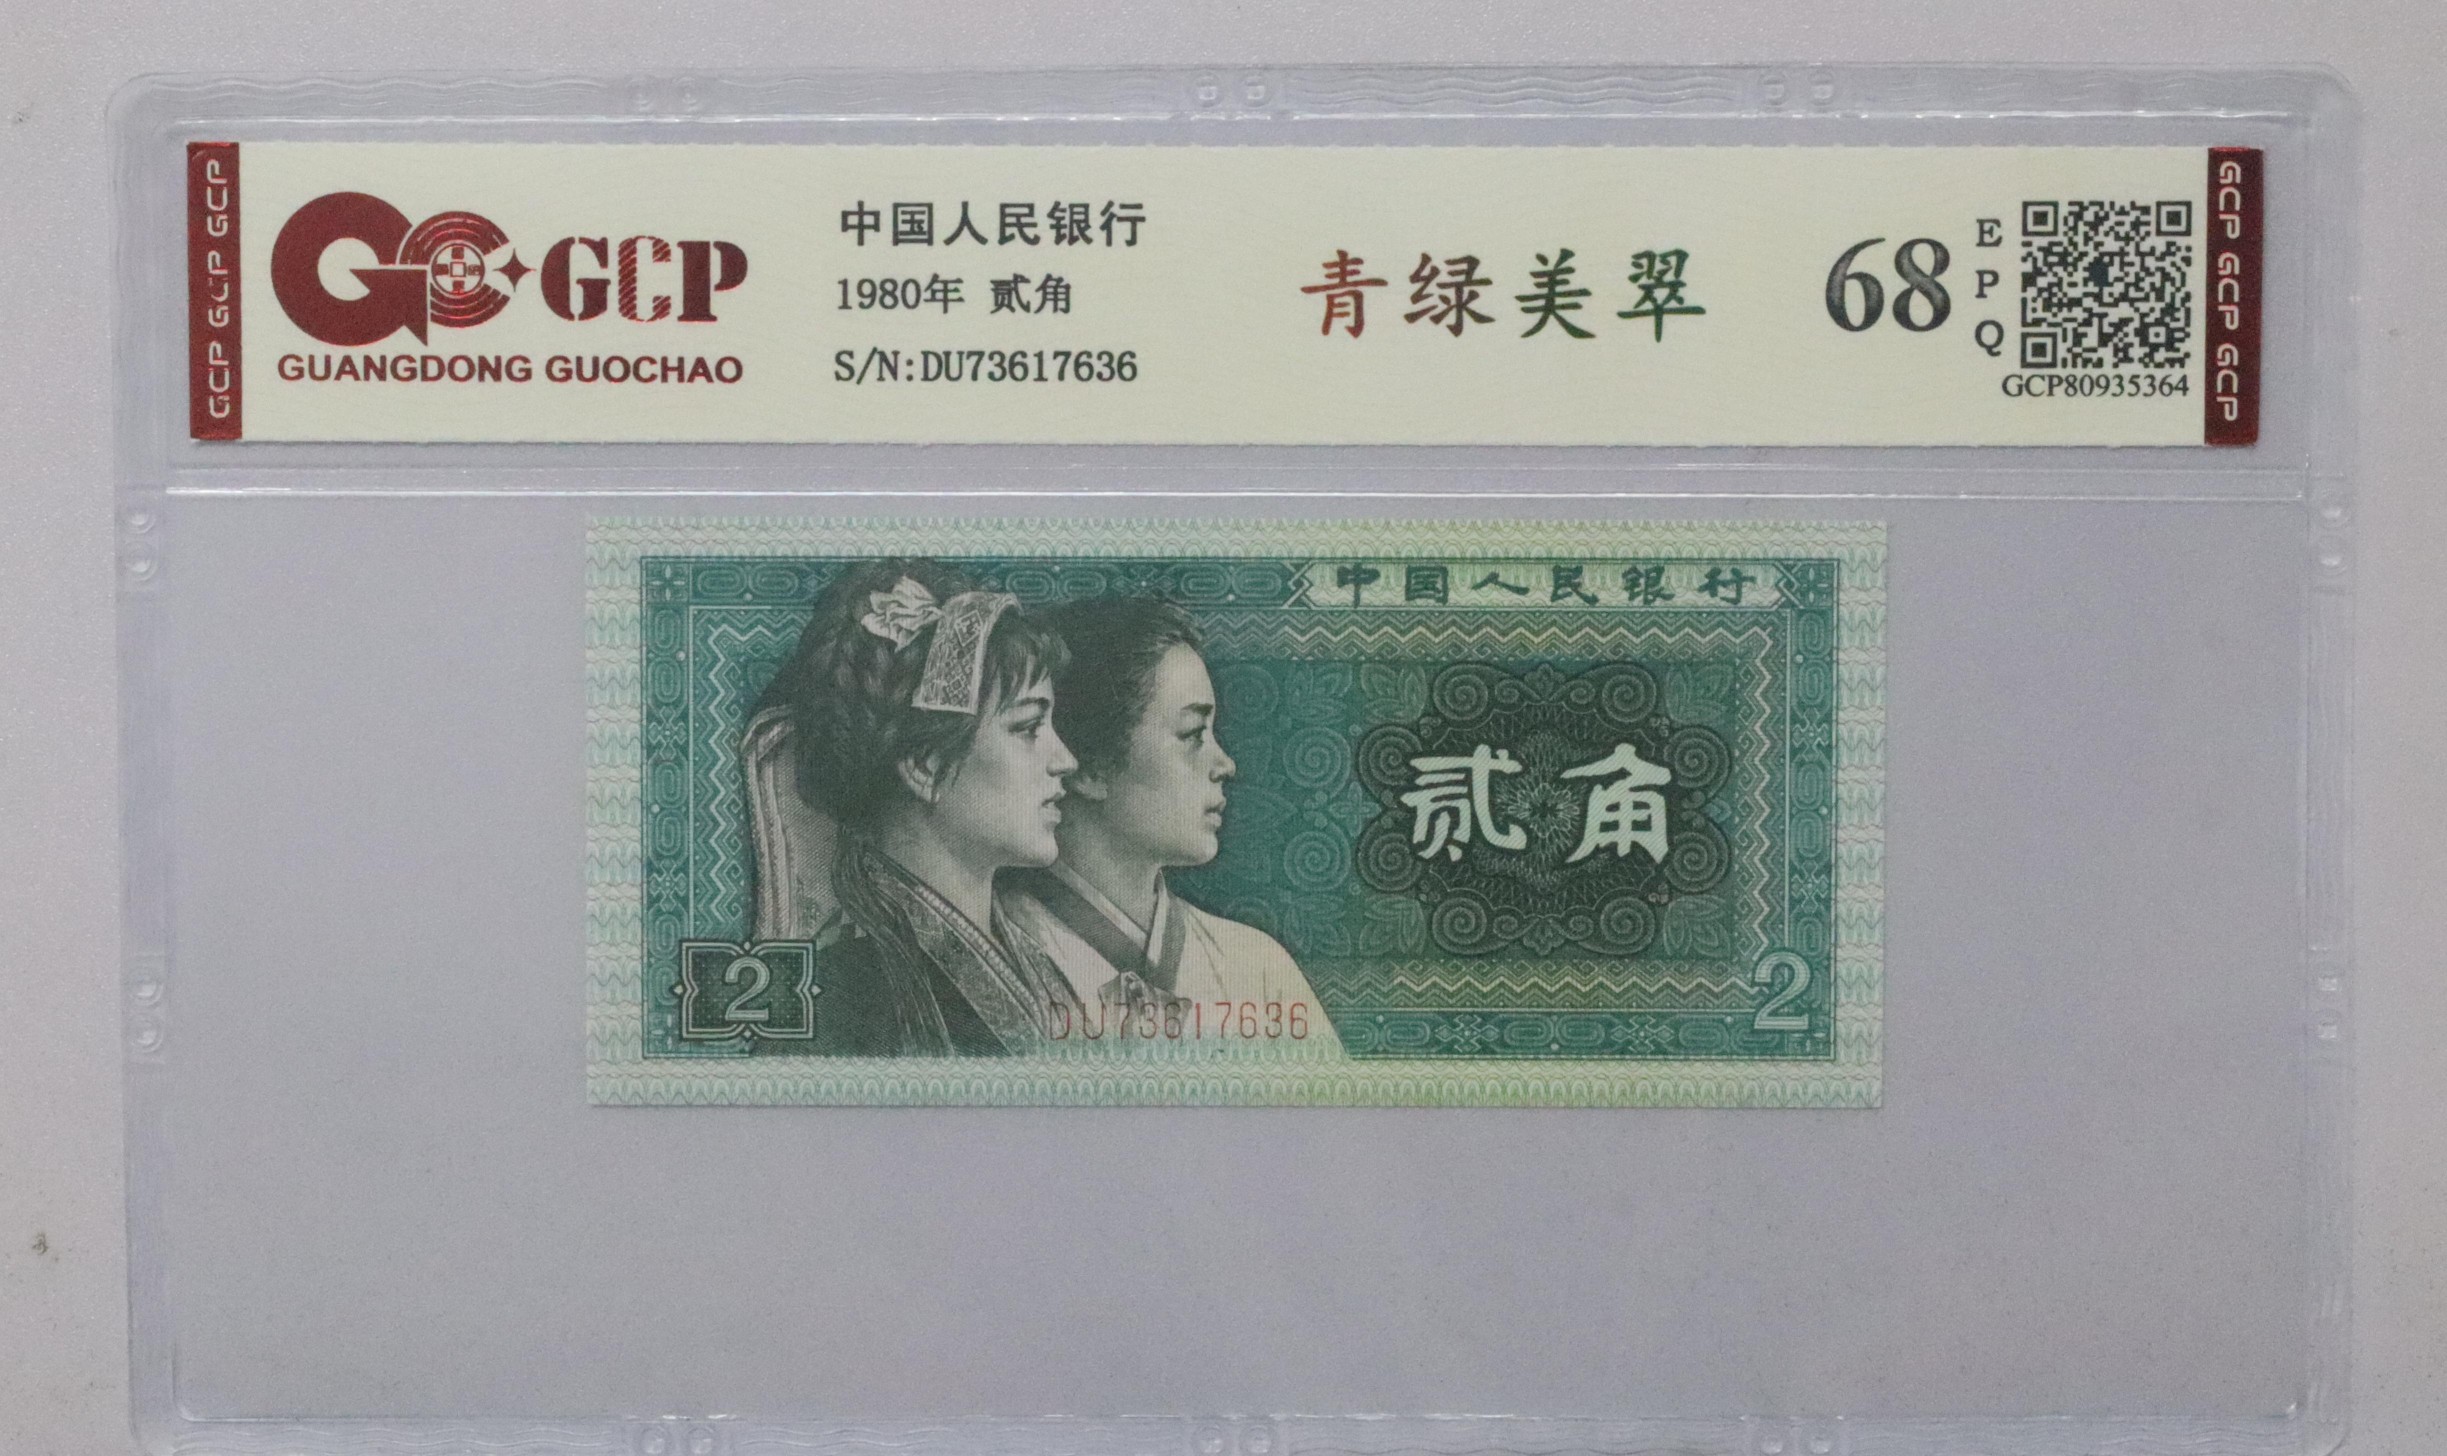 GCP GCP GCP
GCP
GUANGDONG GUOCHAO
中国人民银行
1980年 贰角
S/N:DU73617636
青绿美翠
68
EPQ
GCP80935364
GCP GCP GCP
中国人民银行
贰角
2
2
DU73617636